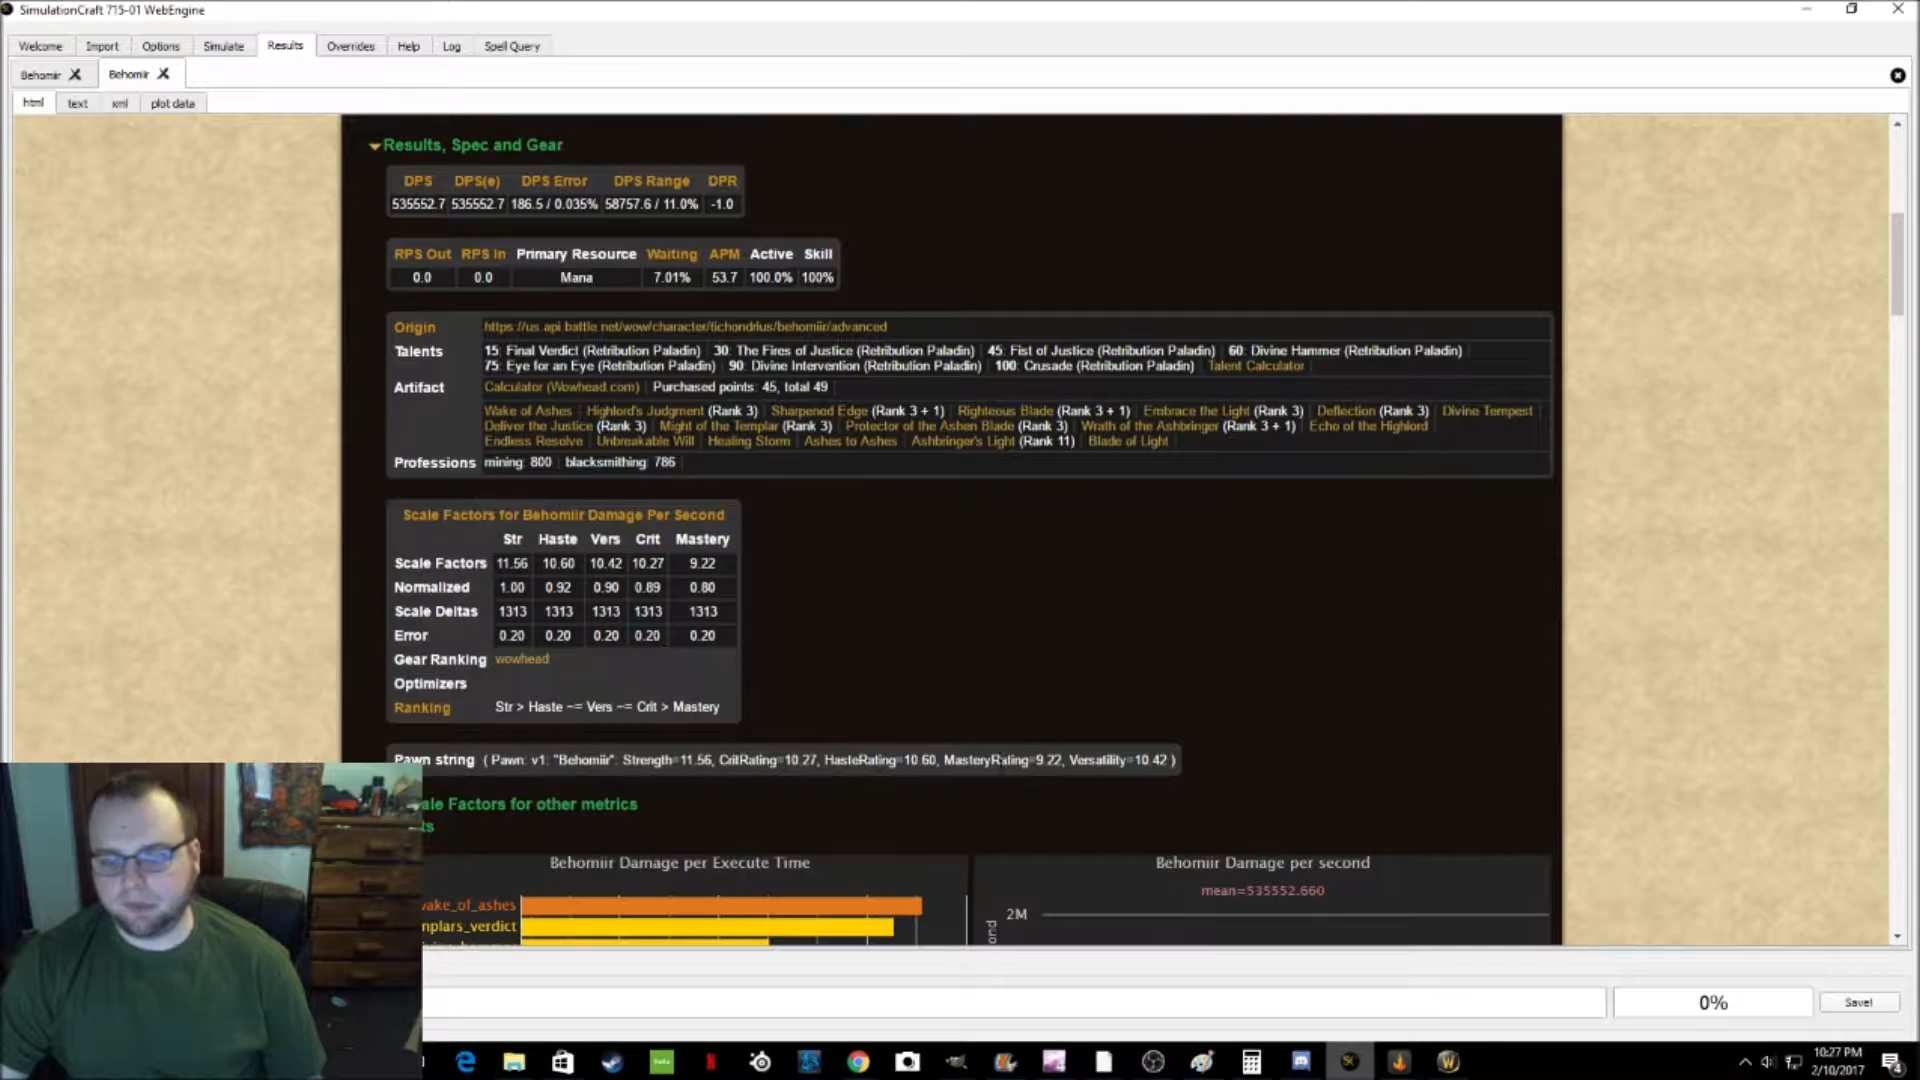 SimulationCraft 715-01 WebEngine
Welcome Import Options Simulate Results Overrides Help Log Spell Query
Behomiir Behomiir
html text xml plot data
Results, Spec and Gear
DPS DPS(e) DPS Error DPS Range DPR
535552.7 535552.7 186.5 / 0.035% 58757.6 / 11.0% -1.0
RPS Out RPS In Primary Resource Waiting APM Active Skill
0.0 0.0 Mana 7.01% 53.7 100.0% 100%
Origin https://us.api.battle.net/wow/character/tichondrius/behomiir/advanced
Talents 15: Final Verdict (Retribution Paladin) 30: The Fires of Justice (Retribution Paladin) 45: Fist of Justice (Retribution Paladin) 60: Divine Hammer (Retribution Paladin)
75: Eye for an Eye (Retribution Paladin) 90: Divine Intervention (Retribution Paladin) 100: Crusade (Retribution Paladin) Talent Calculator
Artifact Calculator (Wowhead.com) Purchased points: 45, total 49
Wake of Ashes Highlord's Judgment (Rank 3) Sharpened Edge (Rank 3 + 1) Righteous Blade (Rank 3 + 1) Embrace the Light (Rank 3) Deflection (Rank 3) Divine Tempest
Deliver the Justice (Rank 3) Might of the Templar (Rank 3) Protector of the Ashen Blade (Rank 3) Wrath of the Ashbringer (Rank 3 + 1) Echo of the Highlord
Endless Resolve Unbreakable Will Healing Storm Ashes to Ashes Ashbringer's Light (Rank 11) Blade of Light
Professions mining: 800 blacksmithing: 786
Scale Factors for Behomiir Damage Per Second
Str Haste Vers Crit Mastery
Scale Factors 11.56 10.60 10.42 10.27 9.22
Normalized 1.00 0.92 0.90 0.89 0.80
Scale Deltas 1313 1313 1313 1313 1313
Error 0.20 0.20 0.20 0.20 0.20
Gear Ranking wowhead
Optimizers
Ranking Str > Haste ~= Vers ~= Crit > Mastery
Pawn string ( Pawn: v1: "Behomiir": Strength=11.56, CritRating=10.27, HasteRating=10.60, MasteryRating=9.22, Versatility=10.42 )
ale Factors for other metrics
ts
Behomiir Damage per Execute Time
wake_of_ashes
nplars_verdict
Behomiir Damage per second
mean=535552.660
2M
ond
0% Save!
10:27 PM
2/10/2017
4